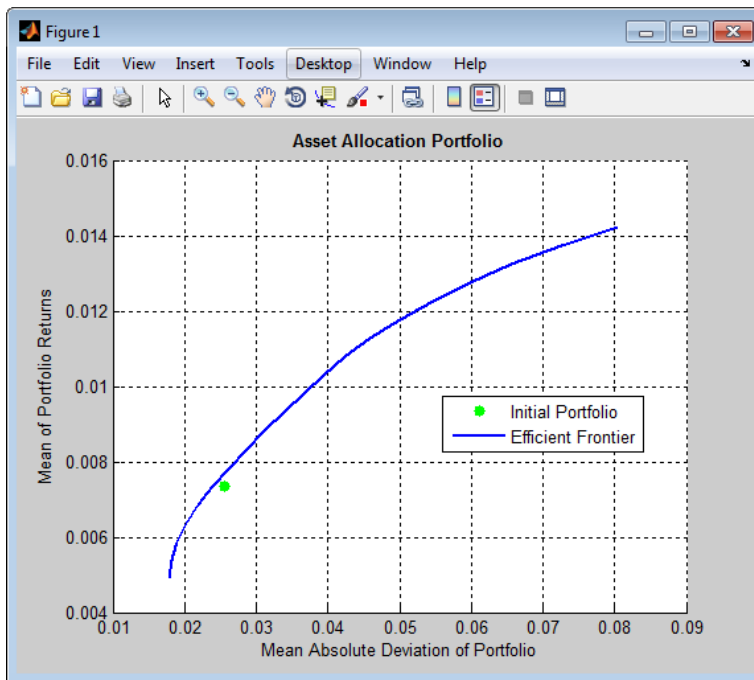 Figure 1
File Edit View Insert Tools Desktop Window Help
Asset Allocation Portfolio
0.016
0.014
0.012
0.01
0.008
0.006
0.004
Mean of Portfolio Returns
Initial Portfolio
Efficient Frontier
0.01 0.02 0.03 0.04 0.05 0.06 0.07 0.08 0.09
Mean Absolute Deviation of Portfolio